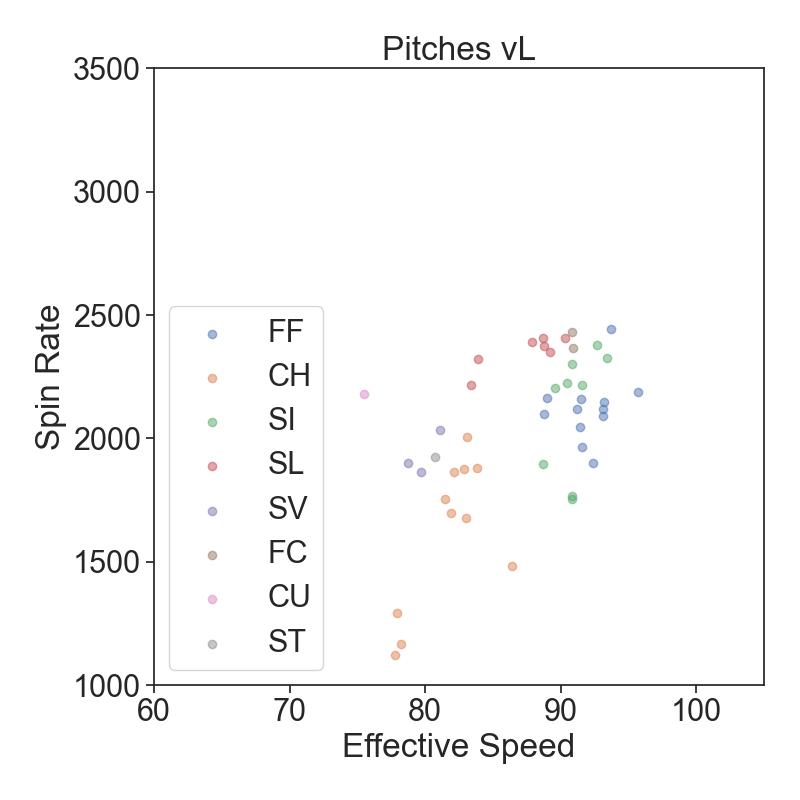 Pitches vL
3500
3000
2500
2000
1500
1000
Spin Rate
FF
CH
SI
SL
SV
FC
CU
ST
60 70 80 90 100
Effective Speed